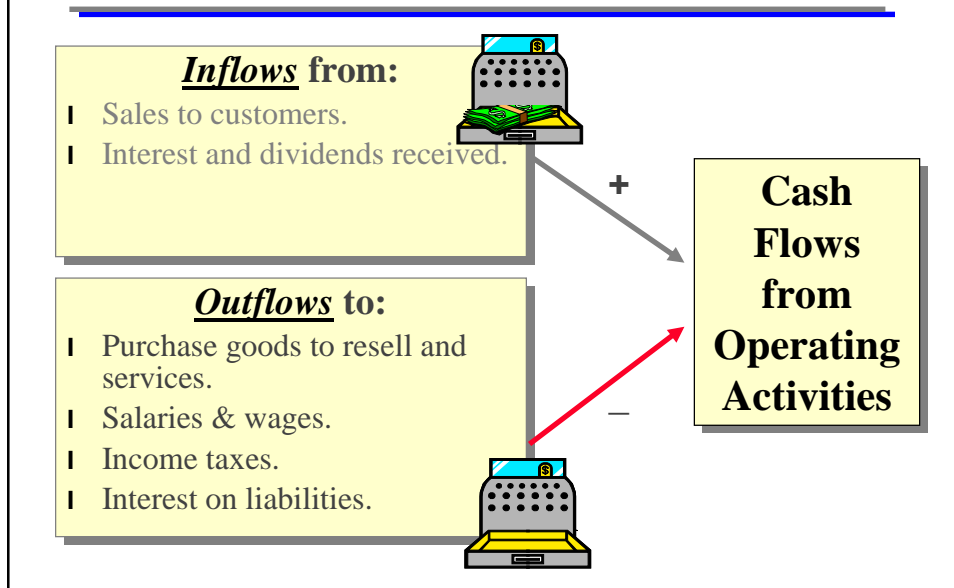 Inflows from:
l Sales to customers.
l Interest and dividends received.
+
Outflows to:
l Purchase goods to resell and
services.
l Salaries & wages.
l Income taxes.
l Interest on liabilities.
_
Cash
Flows
from
Operating
Activities
$
$